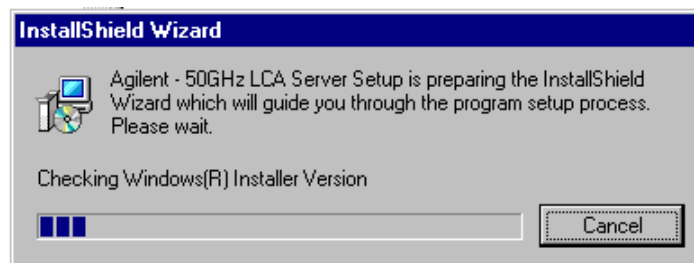 InstallShield Wizard
Agilent - 50GHz LCA Server Setup is preparing the InstallShield
Wizard which will guide you through the program setup process.
Please wait.
Checking Windows(R) Installer Version
Cancel